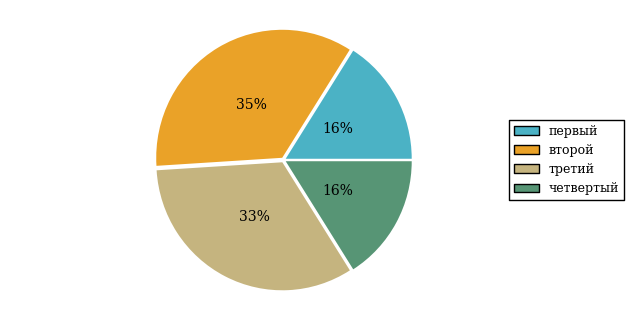 35%
16%
16%
33%
первый
второй
третий
четвертый